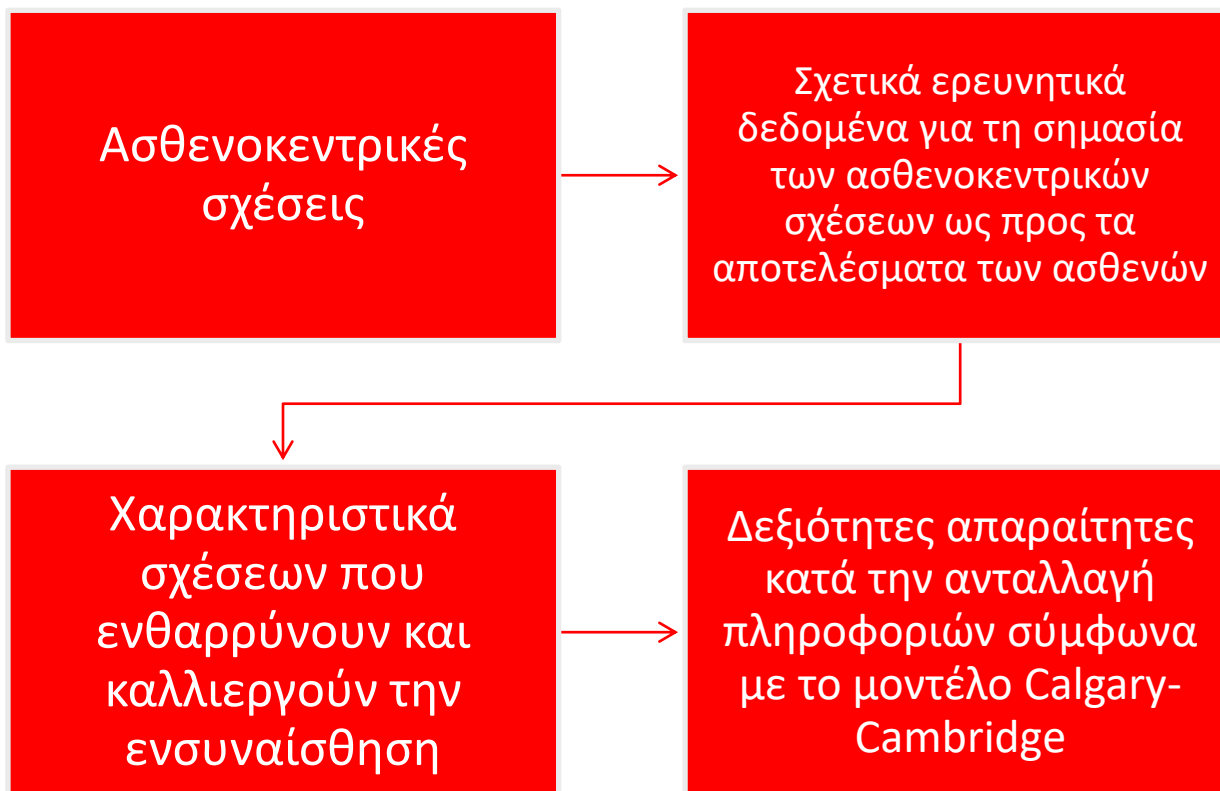 Ασθενοκεντρικές
σχέσεις
Σχετικά ερευνητικά
δεδομένα για τη σημασία
των ασθενοκεντρικών
σχέσεων ως προς τα
αποτελέσματα των ασθενών
Χαρακτηριστικά
σχέσεων που
ενθαρρύνουν και
καλλιεργούν την
ενσυναίσθηση
Δεξιότητες απαραίτητες
κατά την ανταλλαγή
πληροφοριών σύμφωνα
με το μοντέλο Calgary-
Cambridge